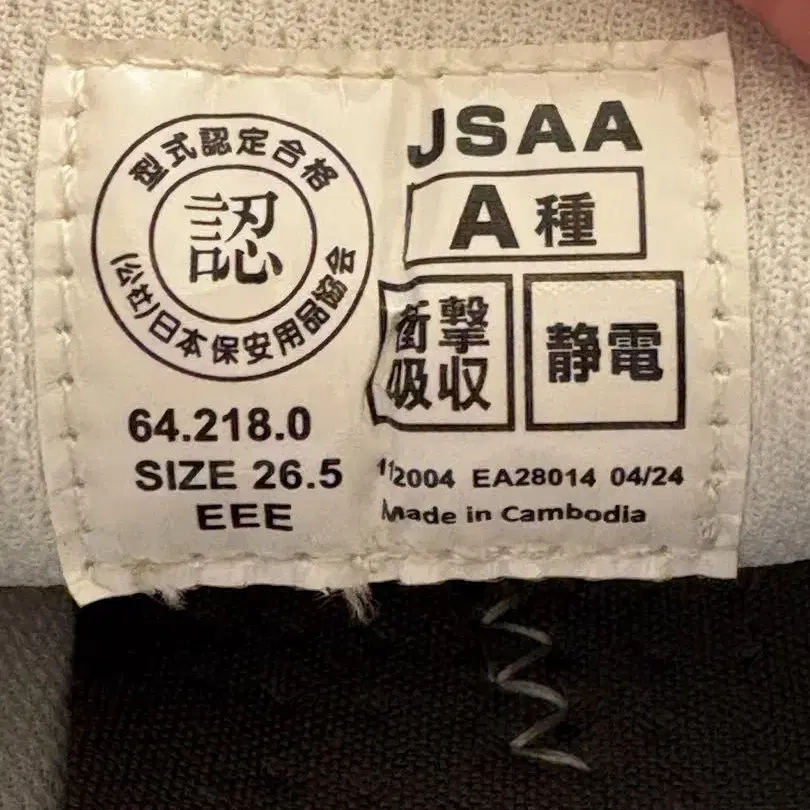 型式認定合格
認
(公社)日本保安用品協会
64.218.0
SIZE 26.5
EEE
JSAA
A種
衝撃
吸収
静電
2004 EA28014 04/24
Made in Cambodia